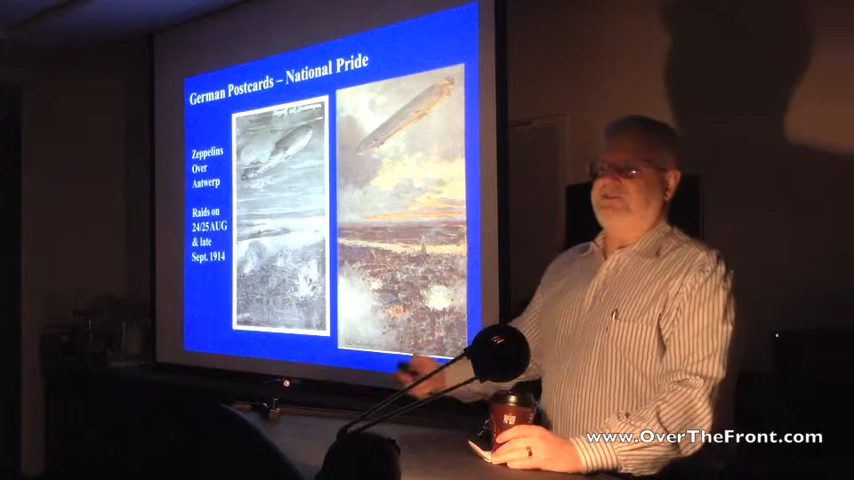 German Postcards – National Pride
Zeppelins
Over
Antwerp
Raids on
24/25 AUG
& late
Sept. 1914
www.OverTheFront.com